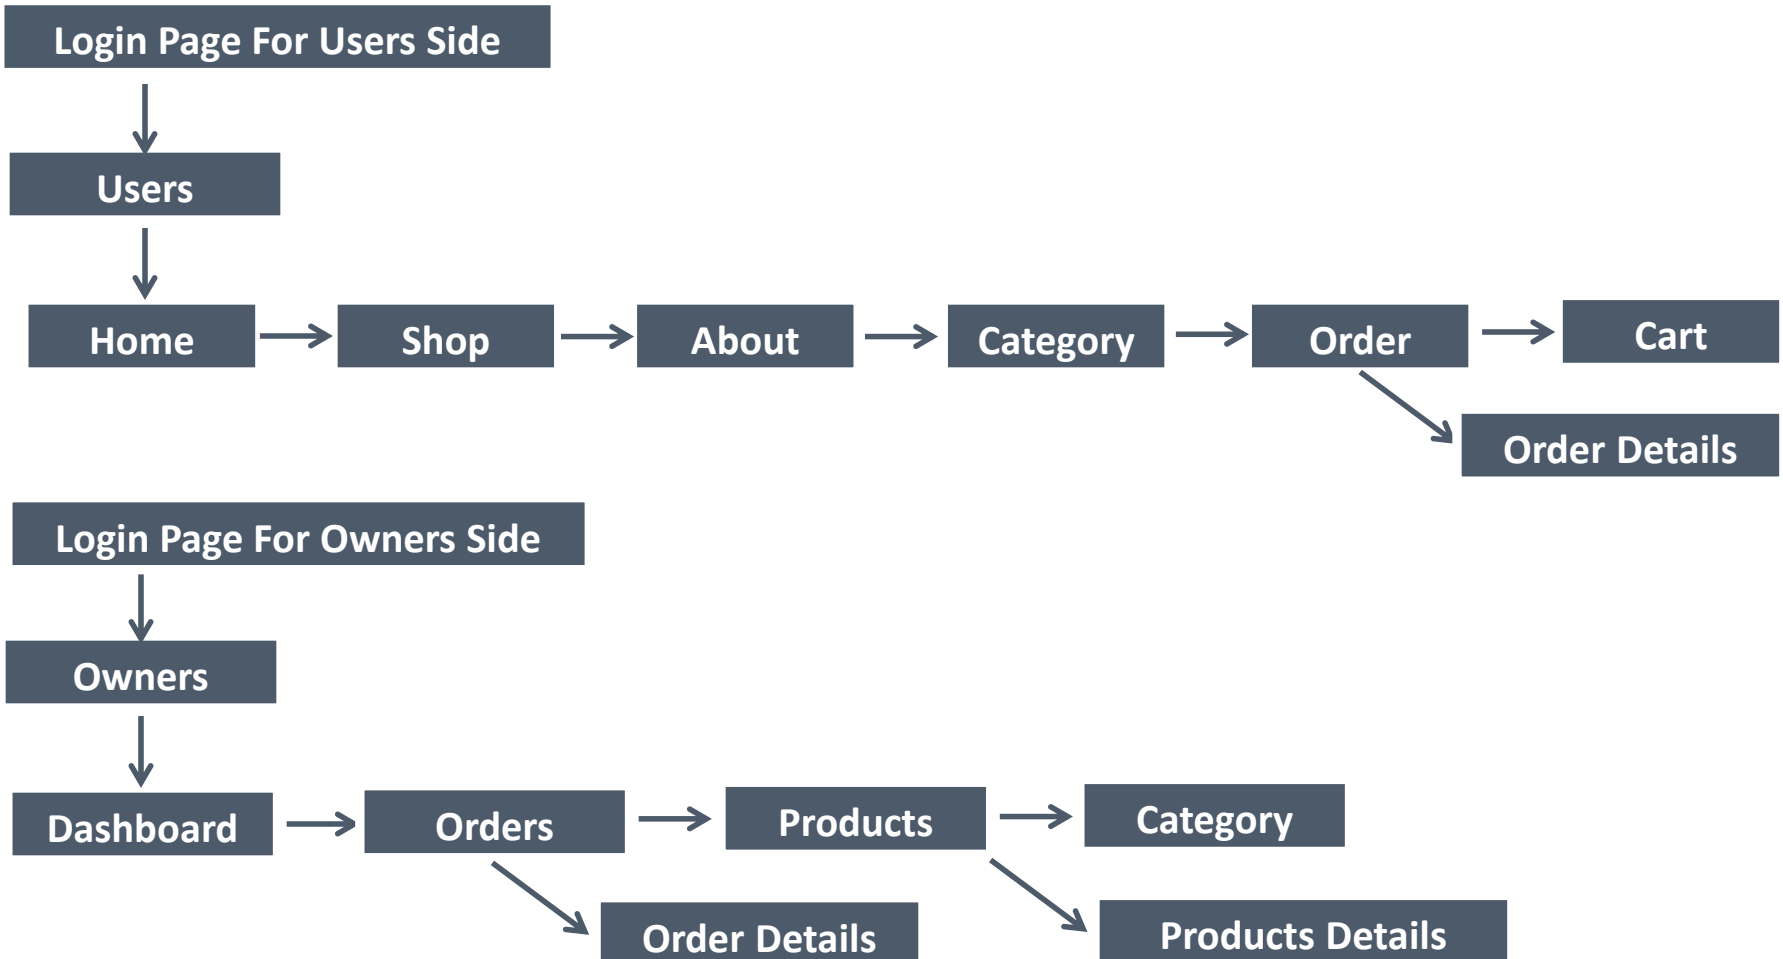 Login Page For Users Side
Users
Home
Shop
About
Category
Order
Cart
Order Details
Login Page For Owners Side
Owners
Dashboard
Orders
Products
Category
Order Details
Products Details